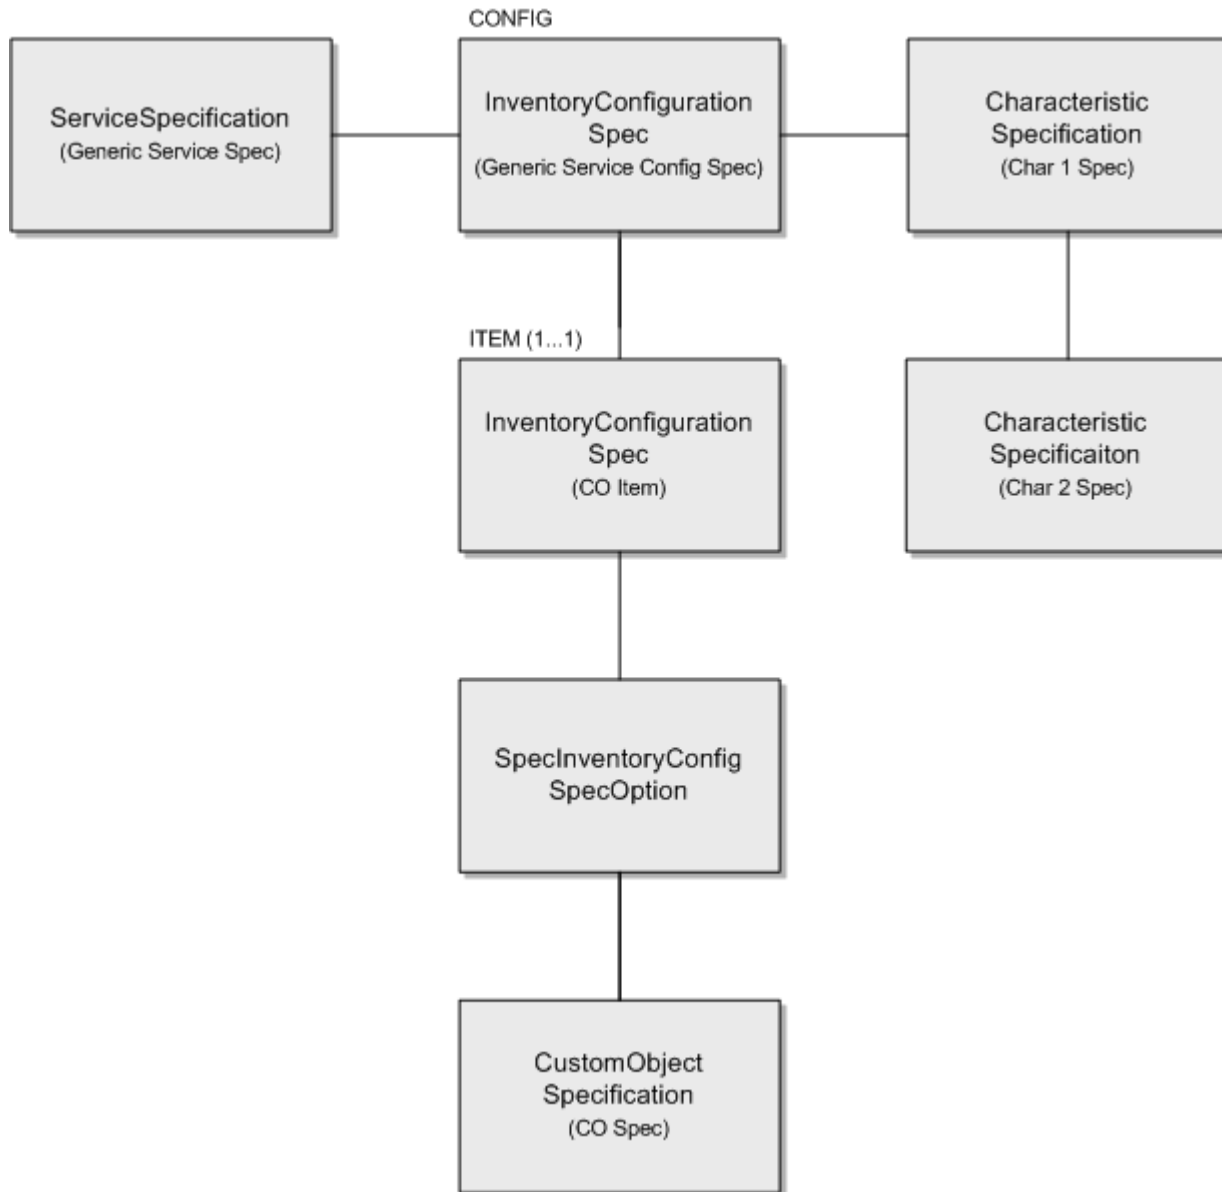 CONFIG
ServiceSpecification
(Generic Service Spec)
InventoryConfiguration
Spec
(Generic Service Config Spec)
Characteristic
Specification
(Char 1 Spec)
ITEM (1...1)
InventoryConfiguration
Spec
(CO Item)
Characteristic
Specificaiton
(Char 2 Spec)
SpecInventoryConfig
SpecOption
CustomObject
Specification
(CO Spec)